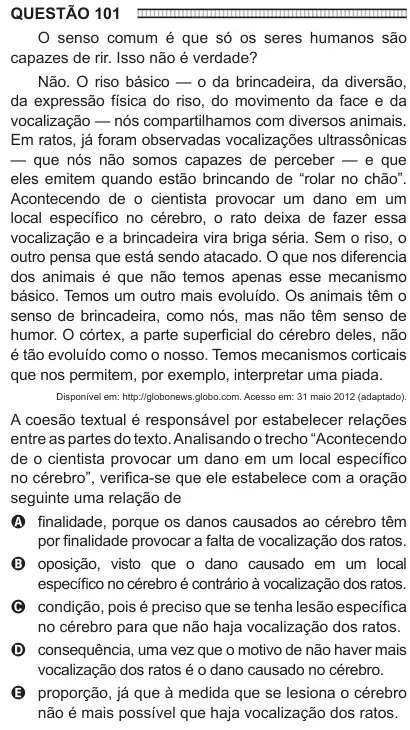 QUESTÃO 101
O senso comum é que só os seres humanos são
capazes de rir. Isso não é verdade?
Não. O riso básico — o da brincadeira, da diversão,
da expressão física do riso, do movimento da face e da
vocalização — nós compartilhamos com diversos animais.
Em ratos, já foram observadas vocalizações ultrassônicas
— que nós não somos capazes de perceber — e que
eles emitem quando estão brincando de “rolar no chão”.
Acontecendo de o cientista provocar um dano em um
local específico no cérebro, o rato deixa de fazer essa
vocalização e a brincadeira vira briga séria. Sem o riso, o
outro pensa que está sendo atacado. O que nos diferencia
dos animais é que não temos apenas esse mecanismo
básico. Temos um outro mais evoluído. Os animais têm o
senso de brincadeira, como nós, mas não têm senso de
humor. O córtex, a parte superficial do cérebro deles, não
é tão evoluído como o nosso. Temos mecanismos corticais
que nos permitem, por exemplo, interpretar uma piada.
Disponível em: http://globonews.globo.com. Acesso em: 31 maio 2012 (adaptado).
A coesão textual é responsável por estabelecer relações
entre as partes do texto. Analisando o trecho “Acontecendo
de o cientista provocar um dano em um local específico
no cérebro”, verifica-se que ele estabelece com a oração
seguinte uma relação de
A finalidade, porque os danos causados ao cérebro têm
por finalidade provocar a falta de vocalização dos ratos.
B oposição, visto que o dano causado em um local
específico no cérebro é contrário à vocalização dos ratos.
C condição, pois é preciso que se tenha lesão específica
no cérebro para que não haja vocalização dos ratos.
D consequência, uma vez que o motivo de não haver mais
vocalização dos ratos é o dano causado no cérebro.
E proporção, já que à medida que se lesiona o cérebro
não é mais possível que haja vocalização dos ratos.